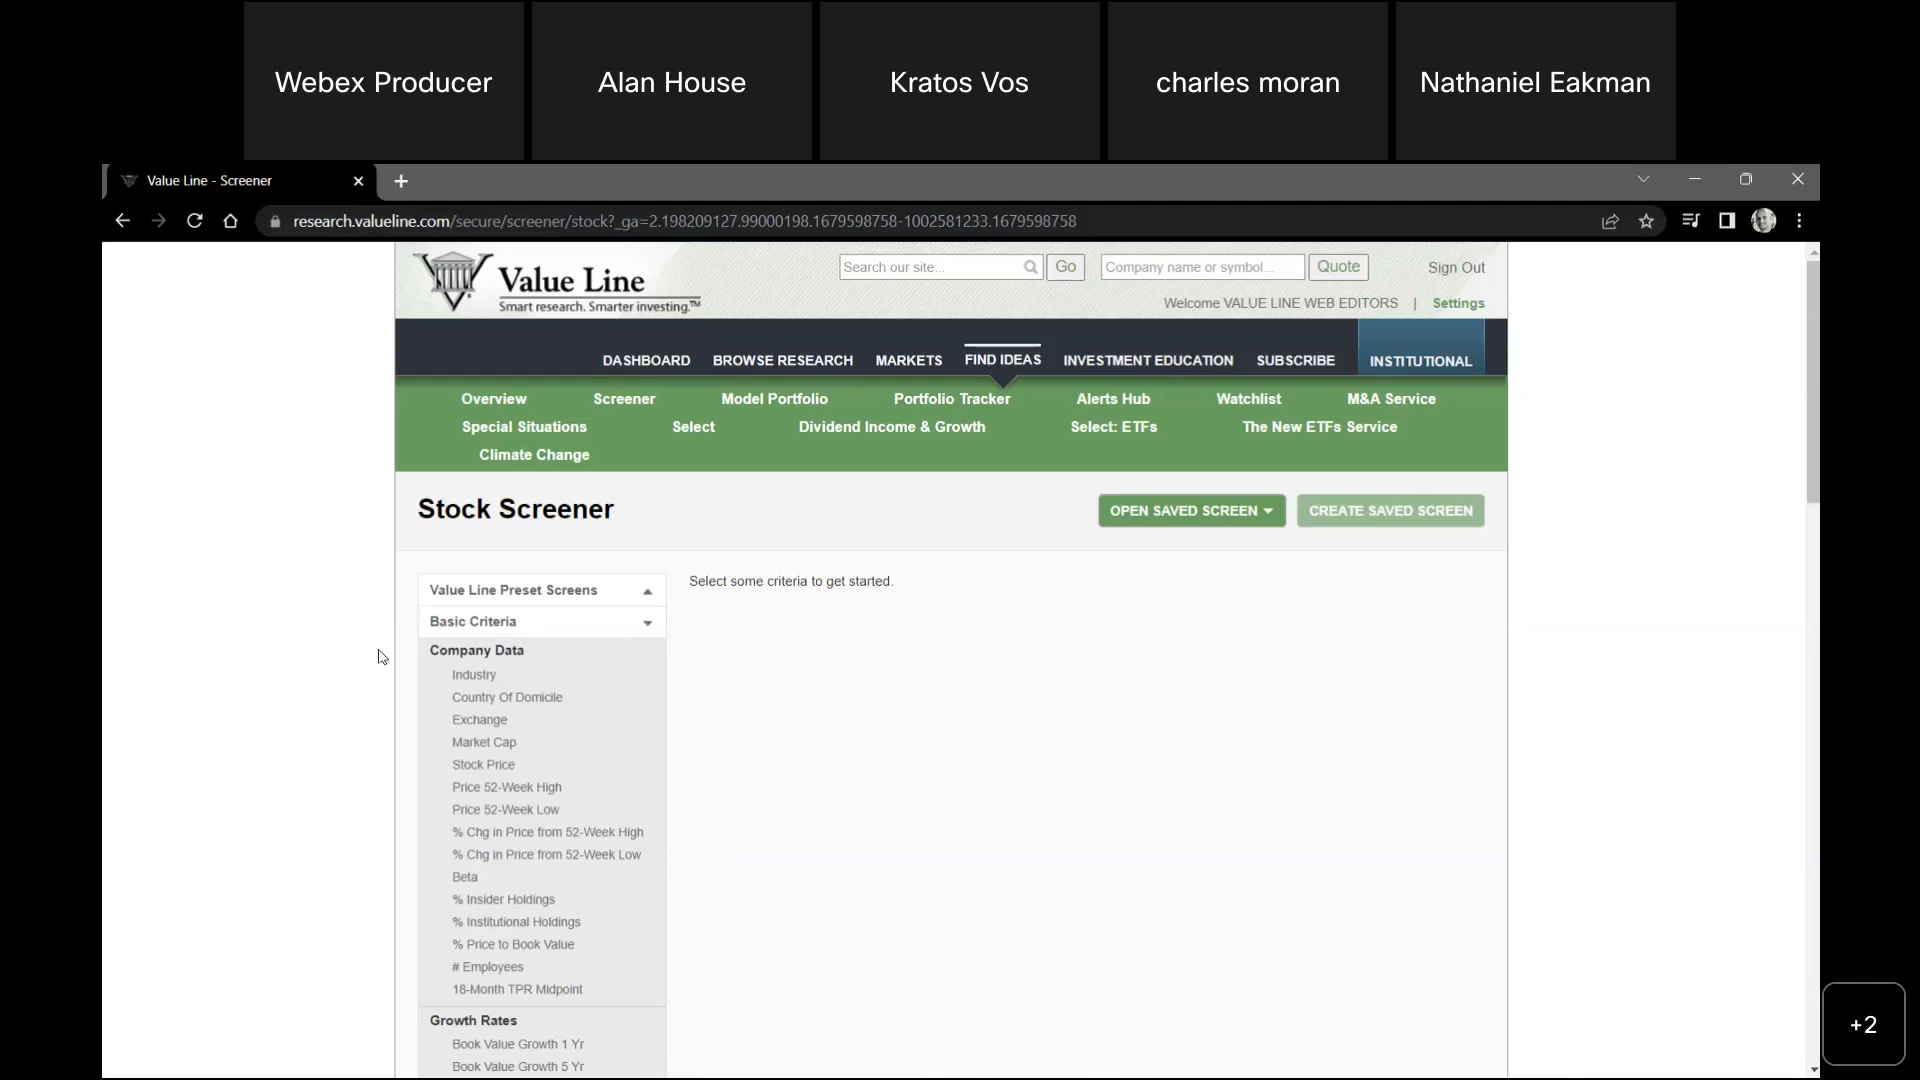 Webex Producer
Alan House
Kratos Vos
charles moran
Nathaniel Eakman
Value Line - Screener
research.valueline.com/secure/screener/stock?_ga=2.198209127.99000198.1679598758-1002581233.1679598758
Value Line
Smart research. Smarter investing.™
Search our site...
Go
Company name or symbol...
Quote
Sign Out
Welcome VALUE LINE WEB EDITORS | Settings
DASHBOARD BROWSE RESEARCH MARKETS FIND IDEAS INVESTMENT EDUCATION SUBSCRIBE INSTITUTIONAL
Overview Screener Model Portfolio Portfolio Tracker Alerts Hub Watchlist M&A Service
Special Situations Select Dividend Income & Growth Select: ETFs The New ETFs Service
Climate Change
Stock Screener
OPEN SAVED SCREEN
CREATE SAVED SCREEN
Value Line Preset Screens
Select some criteria to get started.
Basic Criteria
Company Data
Industry
Country Of Domicile
Exchange
Market Cap
Stock Price
Price 52-Week High
Price 52-Week Low
% Chg in Price from 52-Week High
% Chg in Price from 52-Week Low
Beta
% Insider Holdings
% Institutional Holdings
% Price to Book Value
# Employees
18-Month TPR Midpoint
Growth Rates
Book Value Growth 1 Yr
Book Value Growth 5 Yr
+2